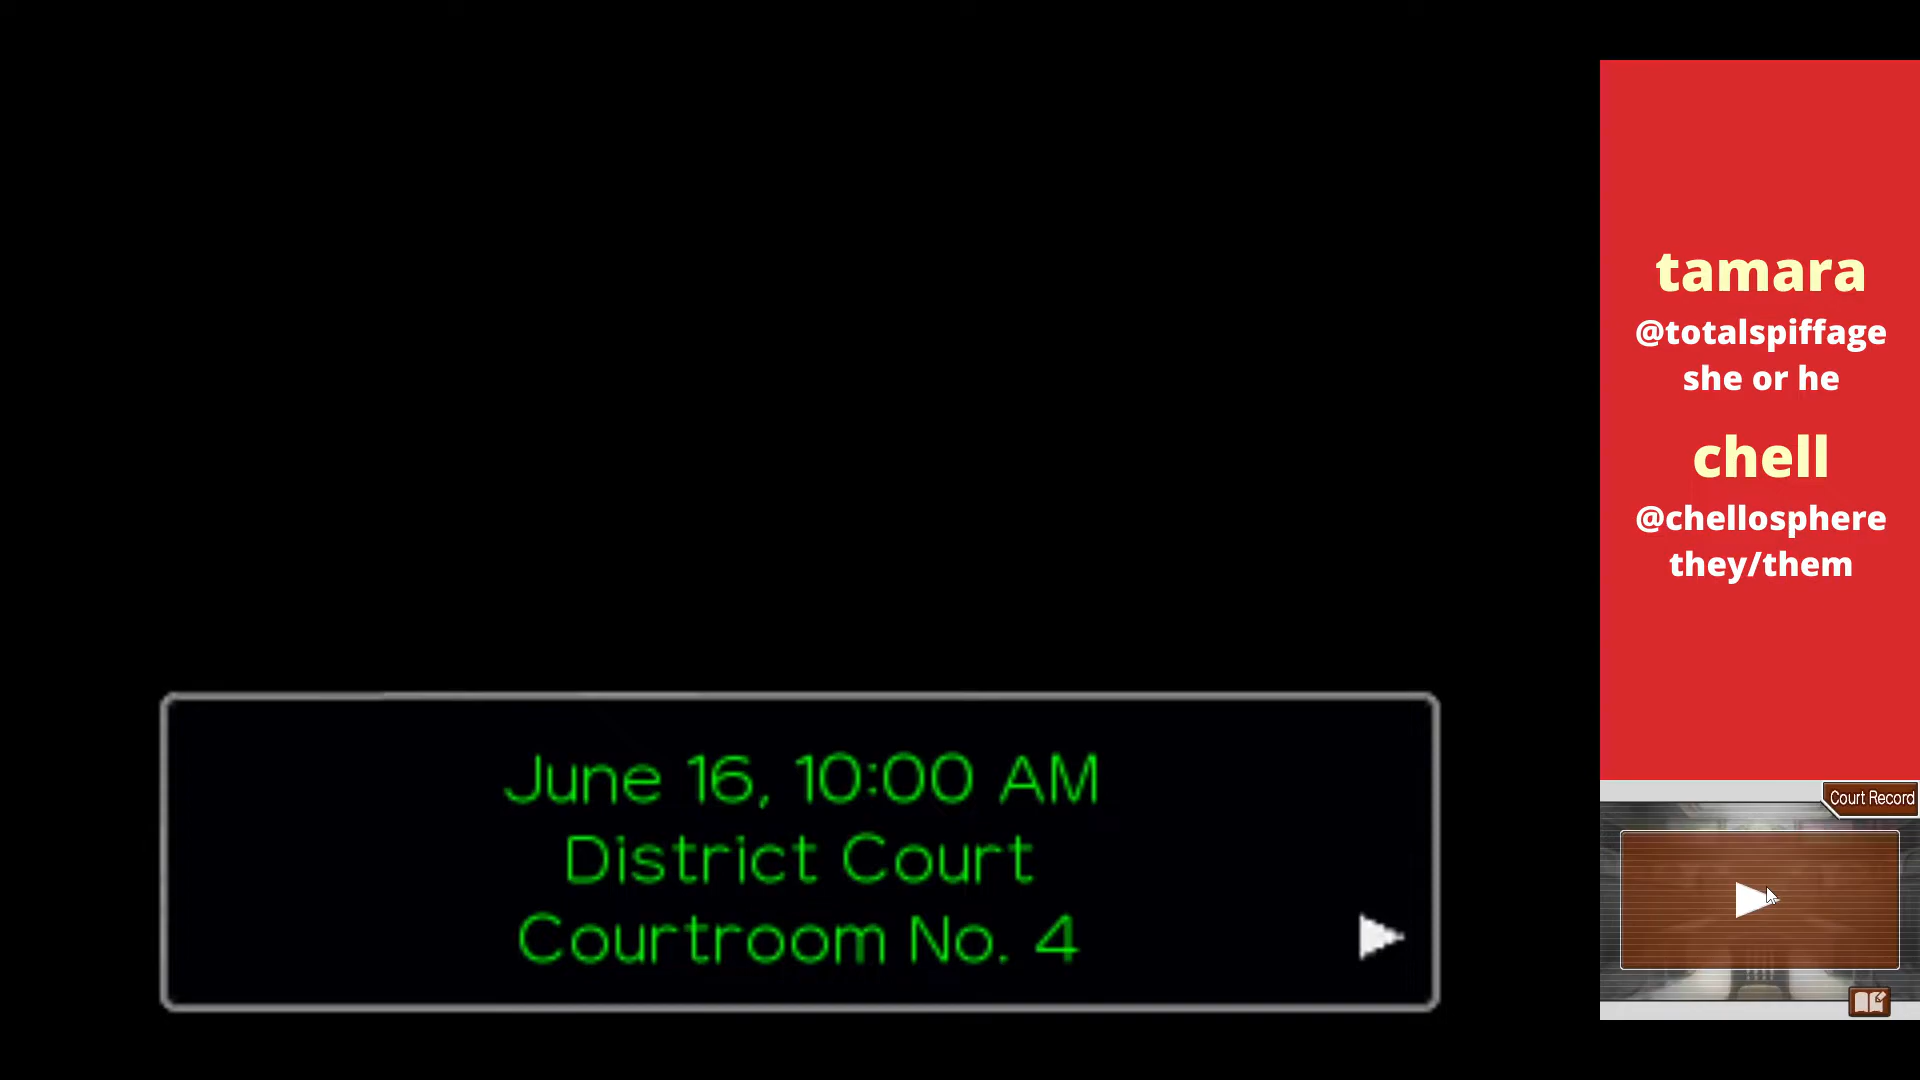 June 16, 10:00 AM
District Court
Courtroom No. 4
tamara
@totalspiffage
she or he
chell
@chellosphere
they/them
Court Record